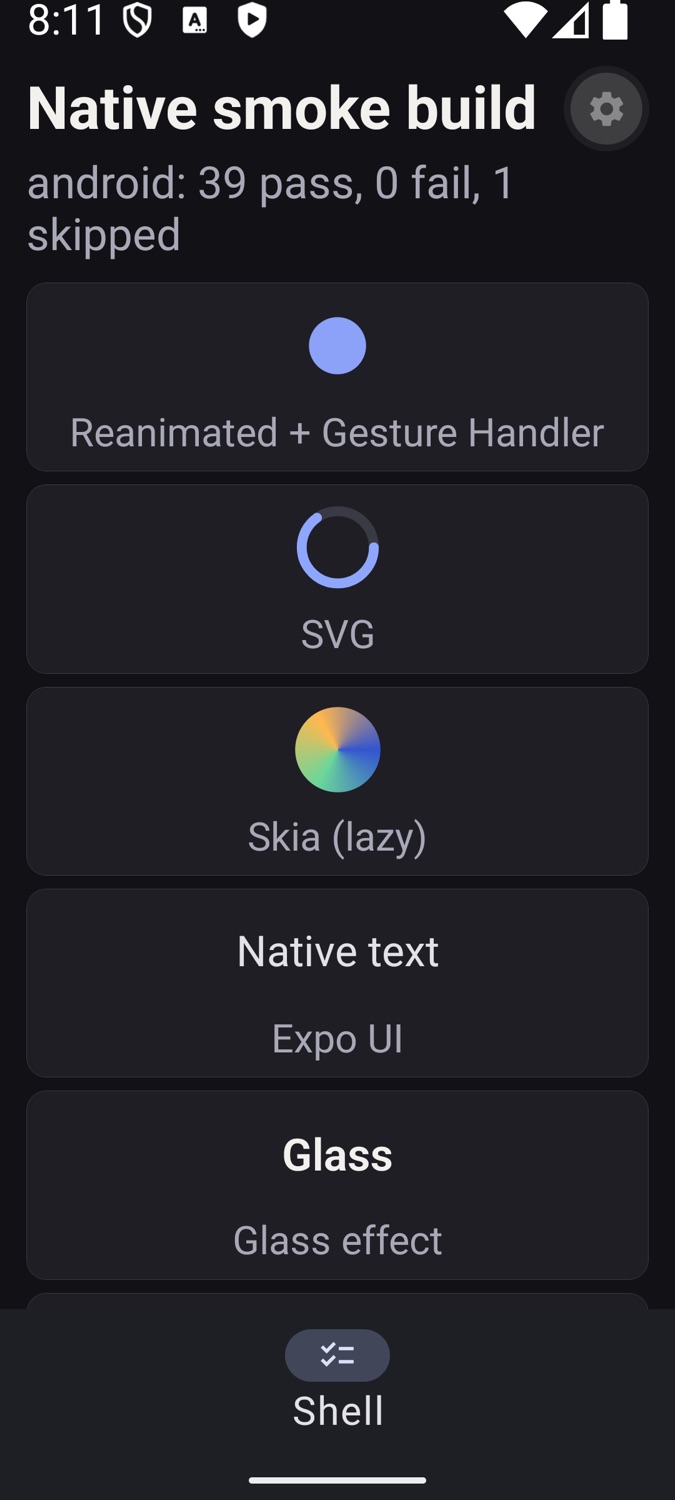 8:11
Native smoke build
android: 39 pass, 0 fail, 1
skipped
Reanimated + Gesture Handler
SVG
Skia (lazy)
Native text
Expo UI
Glass
Glass effect
Shell